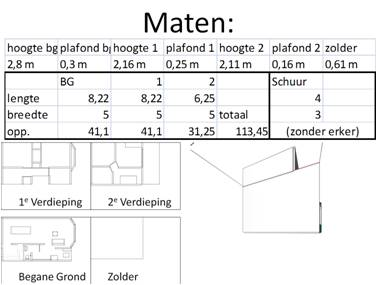 Maten:
hoogte bg plafond bg hoogte 1 plafond 1 hoogte 2 plafond 2 zolder
2,8 m 0,3 m 2,16 m 0,25 m 2,11 m 0,16 m 0,61 m
BG 1 2 Schuur
lengte 8,22 8,22 6,25 4
breedte 5 5 5 totaal 3
opp. 41,1 41,1 31,25 113,45 (zonder erker)
1e Verdieping 2e Verdieping
Begane Grond Zolder